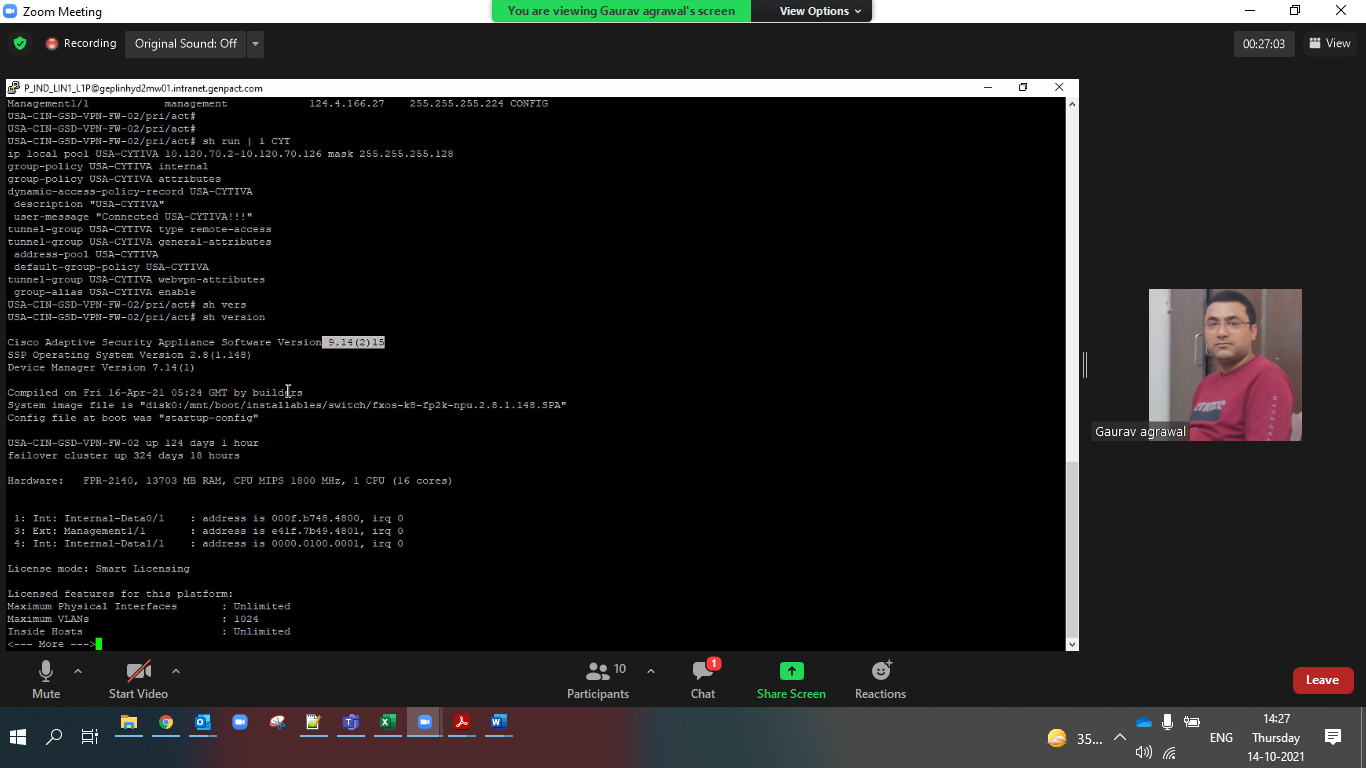 Zoom Meeting
You are viewing Gaurav agrawal's screen
View Options
Recording
Original Sound: Off
00:27:03
View
P_IND_LIN1_L1P@geplinhyd2mw01.intranet.genpact.com
Management1/1 management 124.4.166.27 255.255.255.224 CONFIG
USA-CIN-GSD-VPN-FW-02/pri/act#
USA-CIN-GSD-VPN-FW-02/pri/act#
USA-CIN-GSD-VPN-FW-02/pri/act# sh run | i CYT
ip local pool USA-CYTIVA 10.120.70.2-10.120.70.126 mask 255.255.255.128
group-policy USA-CYTIVA internal
group-policy USA-CYTIVA attributes
dynamic-access-policy-record USA-CYTIVA
description "USA-CYTIVA"
user-message "Connected USA-CYTIVA!!!"
tunnel-group USA-CYTIVA type remote-access
tunnel-group USA-CYTIVA general-attributes
address-pool USA-CYTIVA
default-group-policy USA-CYTIVA
tunnel-group USA-CYTIVA webvpn-attributes
group-alias USA-CYTIVA enable
USA-CIN-GSD-VPN-FW-02/pri/act# sh vers
USA-CIN-GSD-VPN-FW-02/pri/act# sh version
Cisco Adaptive Security Appliance Software Version 9.14(2)15
SSP Operating System Version 2.8(1.148)
Device Manager Version 7.14(1)
Compiled on Fri 16-Apr-21 05:24 GMT by builders
System image file is "disk0:/mnt/boot/installables/switch/fxos-k8-fp2k-npu.2.8.1.148.SPA"
Config file at boot was "startup-config"
USA-CIN-GSD-VPN-FW-02 up 124 days 1 hour
failover cluster up 324 days 18 hours
Hardware: FPR-2140, 13703 MB RAM, CPU MIPS 1800 MHz, 1 CPU (16 cores)
1: Int: Internal-Data0/1 : address is 000f.b748.4800, irq 0
3: Ext: Management1/1 : address is e41f.7b49.4801, irq 0
4: Int: Internal-Data1/1 : address is 0000.0100.0001, irq 0
License mode: Smart Licensing
Licensed features for this platform:
Maximum Physical Interfaces : Unlimited
Maximum VLANs : 1024
Inside Hosts : Unlimited
<--- More --->
Gaurav agrawal
Mute
Start Video
10
Participants
1
Chat
Share Screen
Reactions
Leave
35...
ENG
14:27
Thursday
14-10-2021